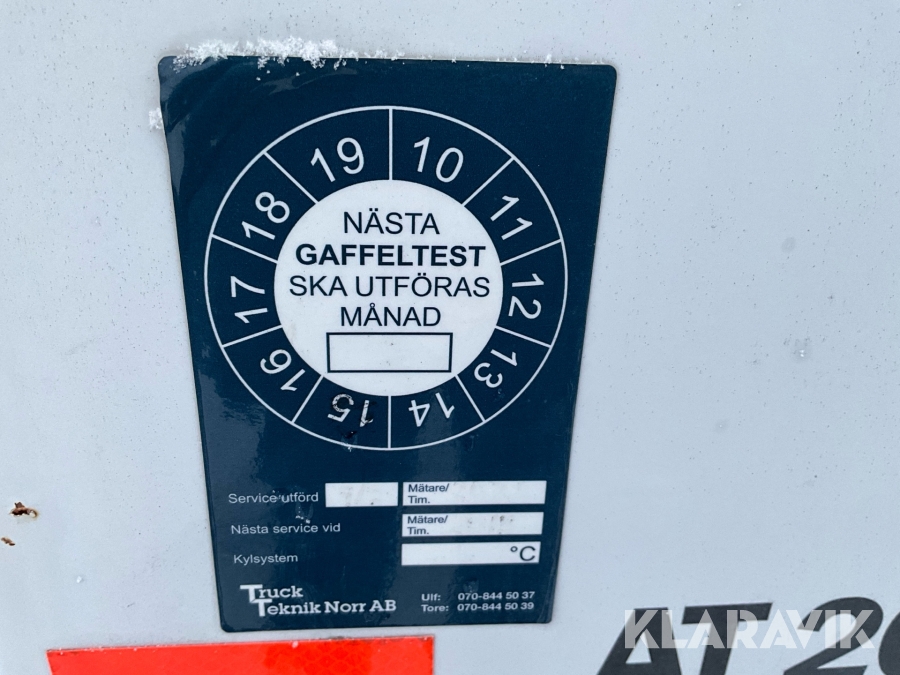 10
11
12
13
14
15
16
17
18
19
NÄSTA
GAFFELTEST
SKA UTFÖRAS
MÅNAD
Service utförd
Mätare/
Tim.
Nästa service vid
Mätare/
Tim.
Kylsystem
°C
Truck
Teknik Norr AB
Ulf: 070-844 50 37
Tore: 070-844 50 39
AT
KLARAVIK